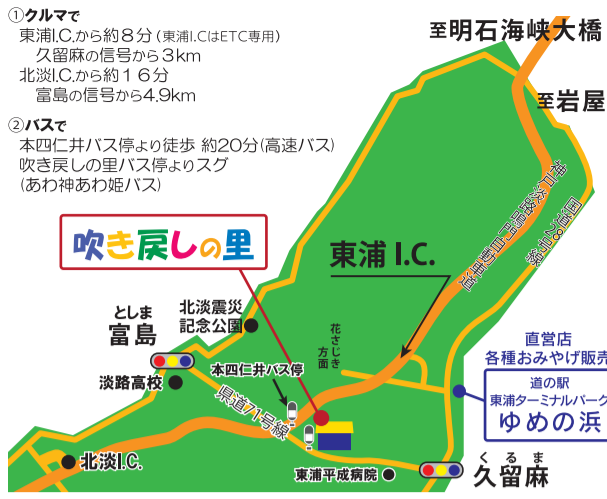 ①クルマで
東浦I.C.から約8分(東浦I.CはETC専用)
久留麻の信号から3km
北淡I.C.から約16分
富島の信号から4.9km
②バスで
本四仁井バス停より徒歩 約20分(高速バス)
吹き戻しの里バス停よりスグ
(あわ神あわ姫バス)
至明石海峡大橋
至岩屋
神戸淡路鳴門自動車道
国道28号線
吹き戻しの里
東浦 I.C.
としま
富島
北淡震災
記念公園
花さじき
方面
本四仁井バス停
淡路高校
県道71号線
直営店
各種おみやげ販売
道の駅
東浦ターミナルパーク
ゆめの浜
北淡I.C.
東浦平成病院
くるま
久留麻